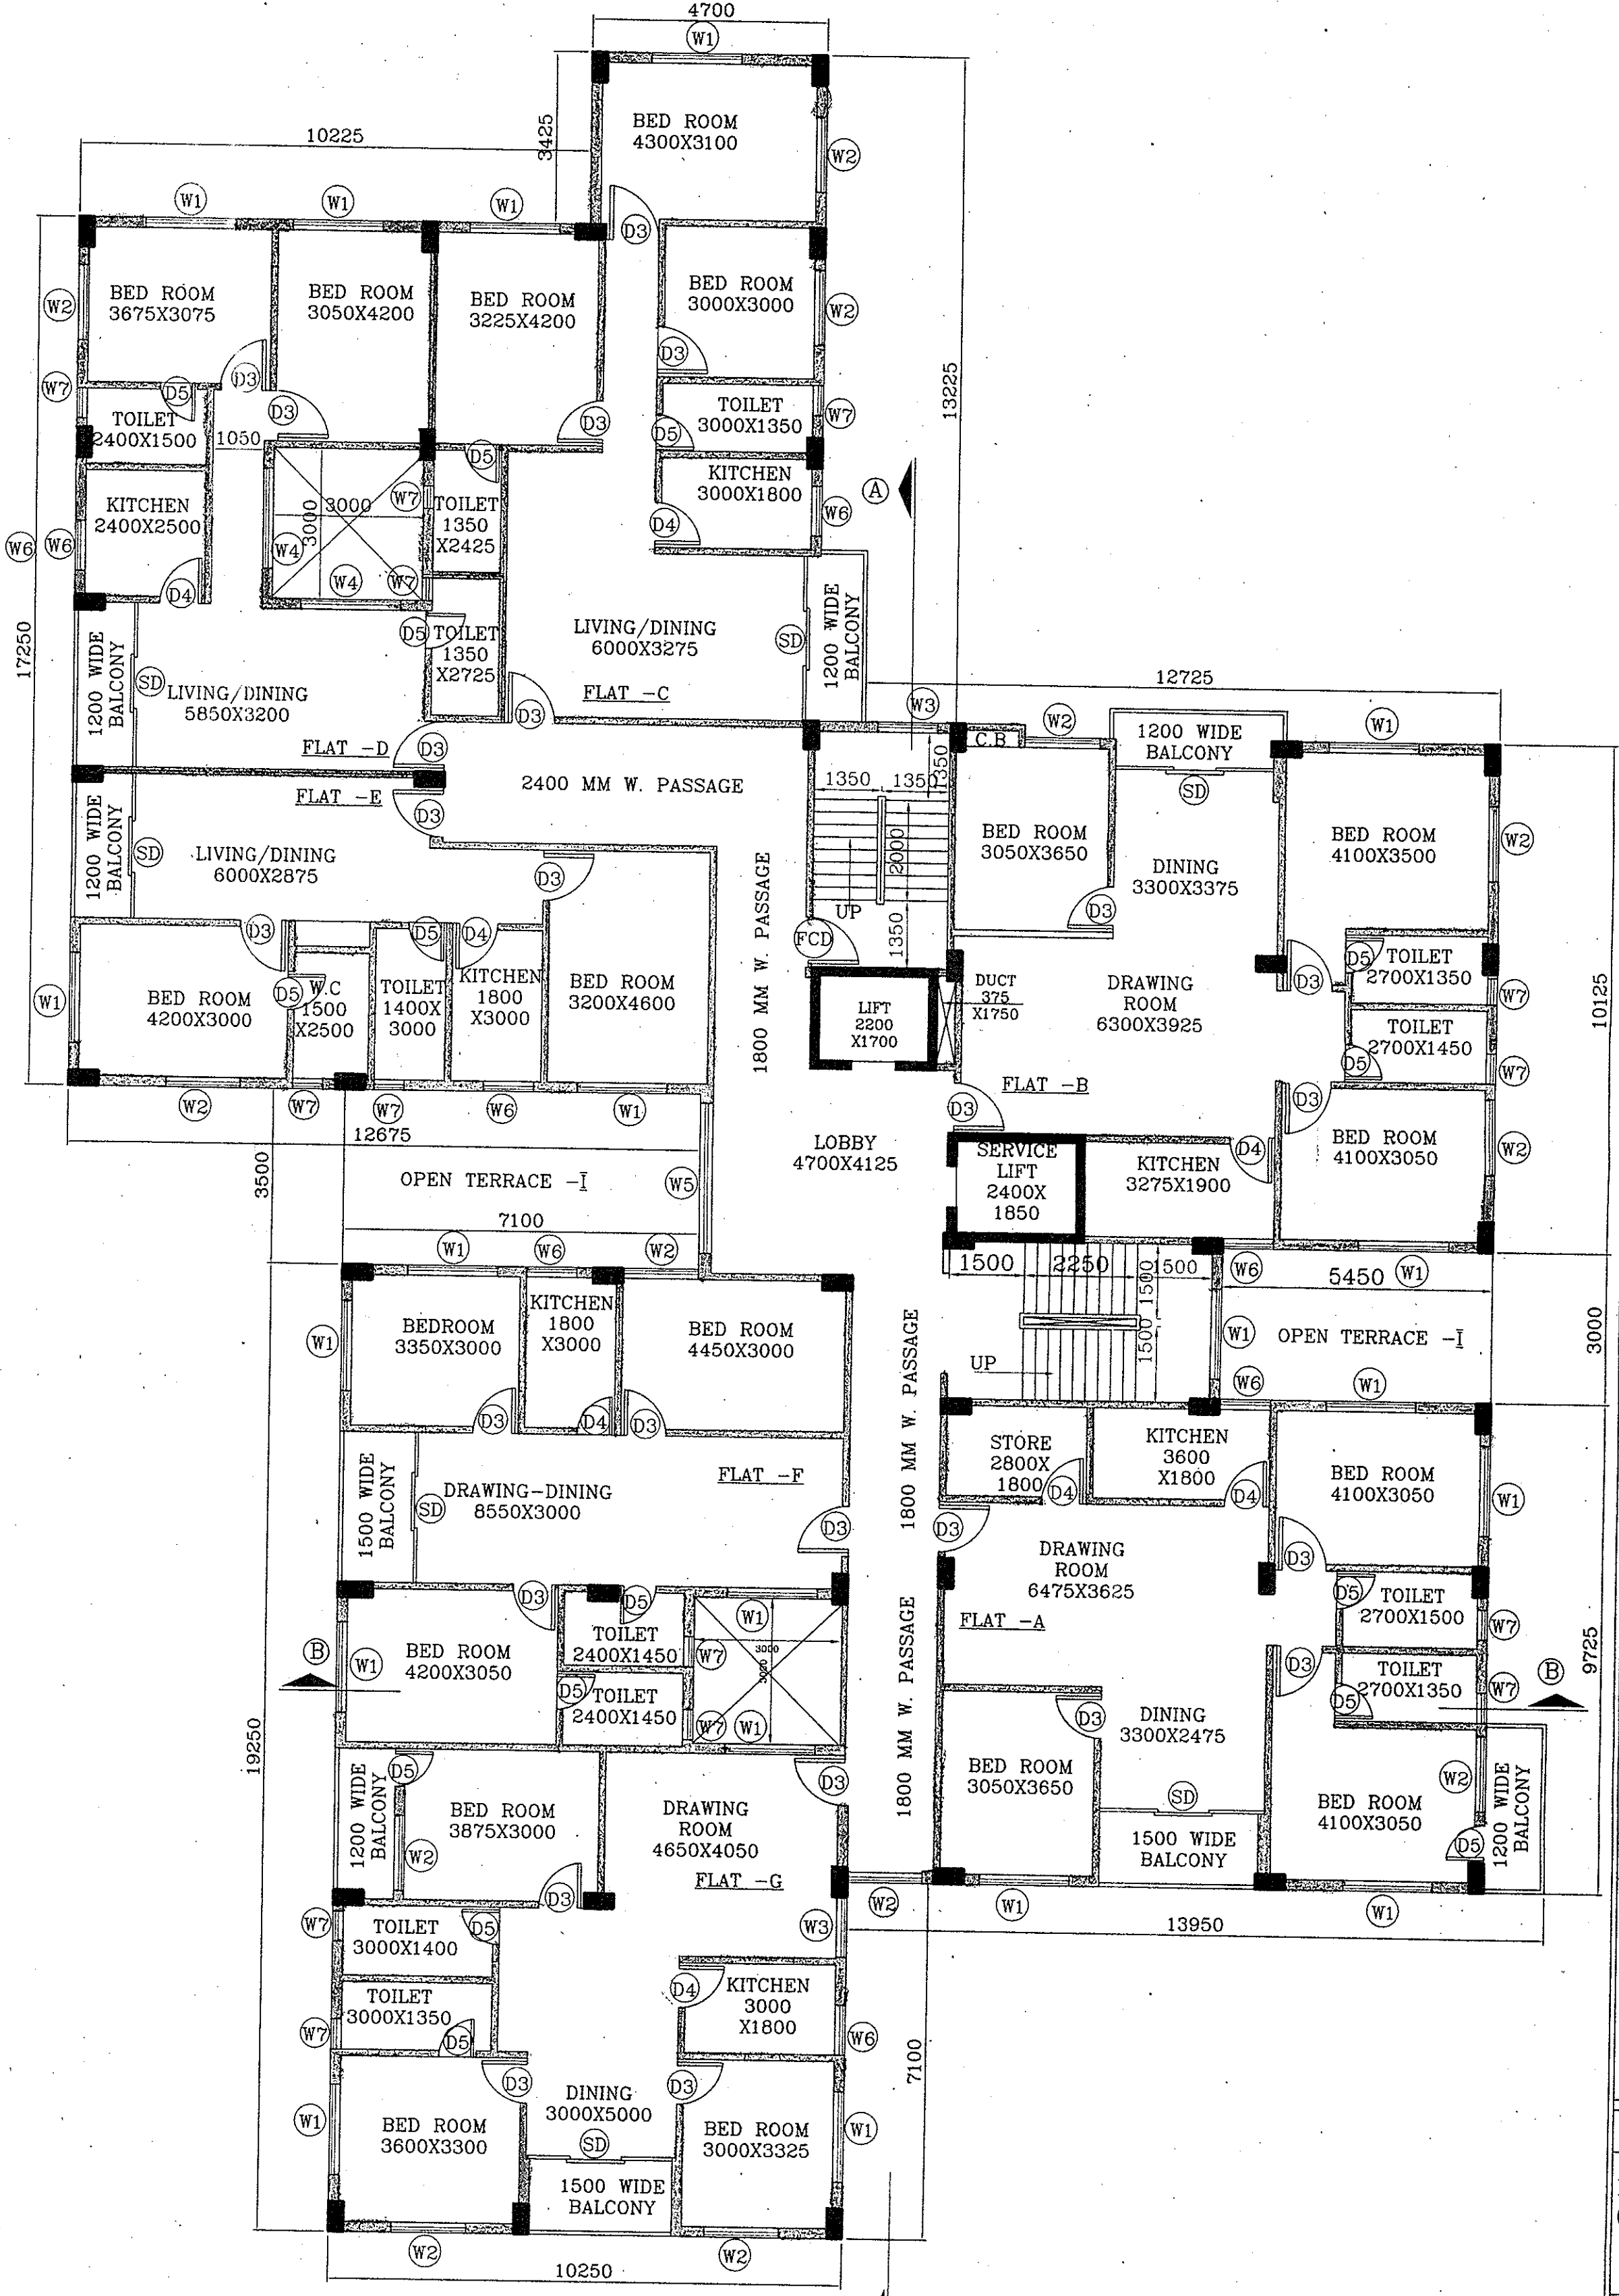 4700
W1
BED ROOM
4300X3100
3425
10225
W2
D3
W1
W1
W1
13225
BED ROOM
3675X3075
W2
BED ROOM
3050X4200
BED ROOM
3225X4200
BED ROOM
3000X3000
W2
D3
D3
D3
D3
W7
D5
TOILET
2400X1500
1050
TOILET
3000X1350
W7
D5
KITCHEN
3000X1800
W6
D4
A
KITCHEN
2400X2500
W6
W6
D4
3000
3000
W4
W4
W7
W7
D5
TOILET
1350
X2425
D5
TOILET
1350
X2725
LIVING/DINING
6000X3275
FLAT -C
SD
1200 WIDE
BALCONY
D3
17250
1200 WIDE
BALCONY
SD
LIVING/DINING
5850X3200
FLAT -D
D3
2400 MM W. PASSAGE
W3
12725
C.B
W2
1200 WIDE
BALCONY
SD
W1
1350
1350
1350
2000
1350
UP
FCD
BED ROOM
3050X3650
D3
DINING
3300X3375
BED ROOM
4100X3500
W2
FLAT -E
D3
1200 WIDE
BALCONY
SD
LIVING/DINING
6000X2875
D3
1800 MM W. PASSAGE
D3
D5
D4
W1
BED ROOM
4200X3000
D5
W.C
1500
X2500
TOILET
1400X
3000
KITCHEN
1800
X3000
BED ROOM
3200X4600
LIFT
2200
X1700
DUCT
375
X1750
DRAWING
ROOM
6300X3925
D3
D5
TOILET
2700X1350
W7
TOILET
2700X1450
D5
W7
10125
FLAT -B
D3
D3
W2
W7
W7
W6
W1
12675
3500
OPEN TERRACE -I
W5
7100
LOBBY
4700X4125
SERVICE
LIFT
2400X
1850
KITCHEN
3275X1900
D4
BED ROOM
4100X3050
W2
W1
W6
W2
1500
2250
1500
1500
1500
UP
W6
5450
W1
W1
OPEN TERRACE -I
3000
W6
W1
W1
BEDROOM
3350X3000
KITCHEN
1800
X3000
BED ROOM
4450X3000
D3
D4
D3
1800 MM W. PASSAGE
STORE
2800X
1800
D4
KITCHEN
3600
X1800
D4
BED ROOM
4100X3050
W1
D3
1500 WIDE
BALCONY
SD
DRAWING-DINING
8550X3000
FLAT -F
D3
D3
DRAWING
ROOM
6475X3625
FLAT -A
D5
TOILET
2700X1500
W7
9725
D3
D5
W1
3000
3000
B
W1
BED ROOM
4200X3050
TOILET
2400X1450
W7
D5
TOILET
2400X1450
W7
W1
1800 MM W. PASSAGE
D3
TOILET
2700X1350
D5
W7
B
19250
D3
DINING
3300X2475
BED ROOM
3050X3650
SD
1500 WIDE
BALCONY
W2
BED ROOM
4100X3050
D5
1200 WIDE
BALCONY
1200 WIDE
BALCONY
D5
W2
BED ROOM
3875X3000
D3
DRAWING
ROOM
4650X4050
FLAT -G
D3
W2
W1
W1
13950
W7
TOILET
3000X1400
D5
W3
TOILET
3000X1350
W7
D5
D4
KITCHEN
3000
X1800
W6
7100
D3
DINING
3000X5000
D3
W1
BED ROOM
3600X3300
SD
BED ROOM
3000X3325
W1
1500 WIDE
BALCONY
W2
W2
10250